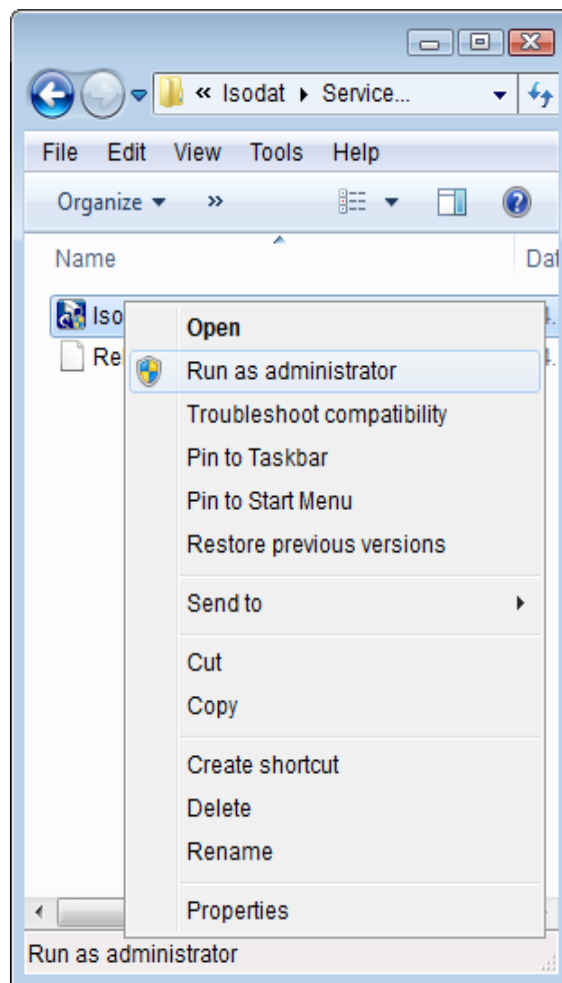 « Isodat ▸ Service...
File Edit View Tools Help
Organize ▾ »
Name Dat
Iso
Rel
Open
Run as administrator
Troubleshoot compatibility
Pin to Taskbar
Pin to Start Menu
Restore previous versions
Send to
Cut
Copy
Create shortcut
Delete
Rename
Properties
Run as administrator